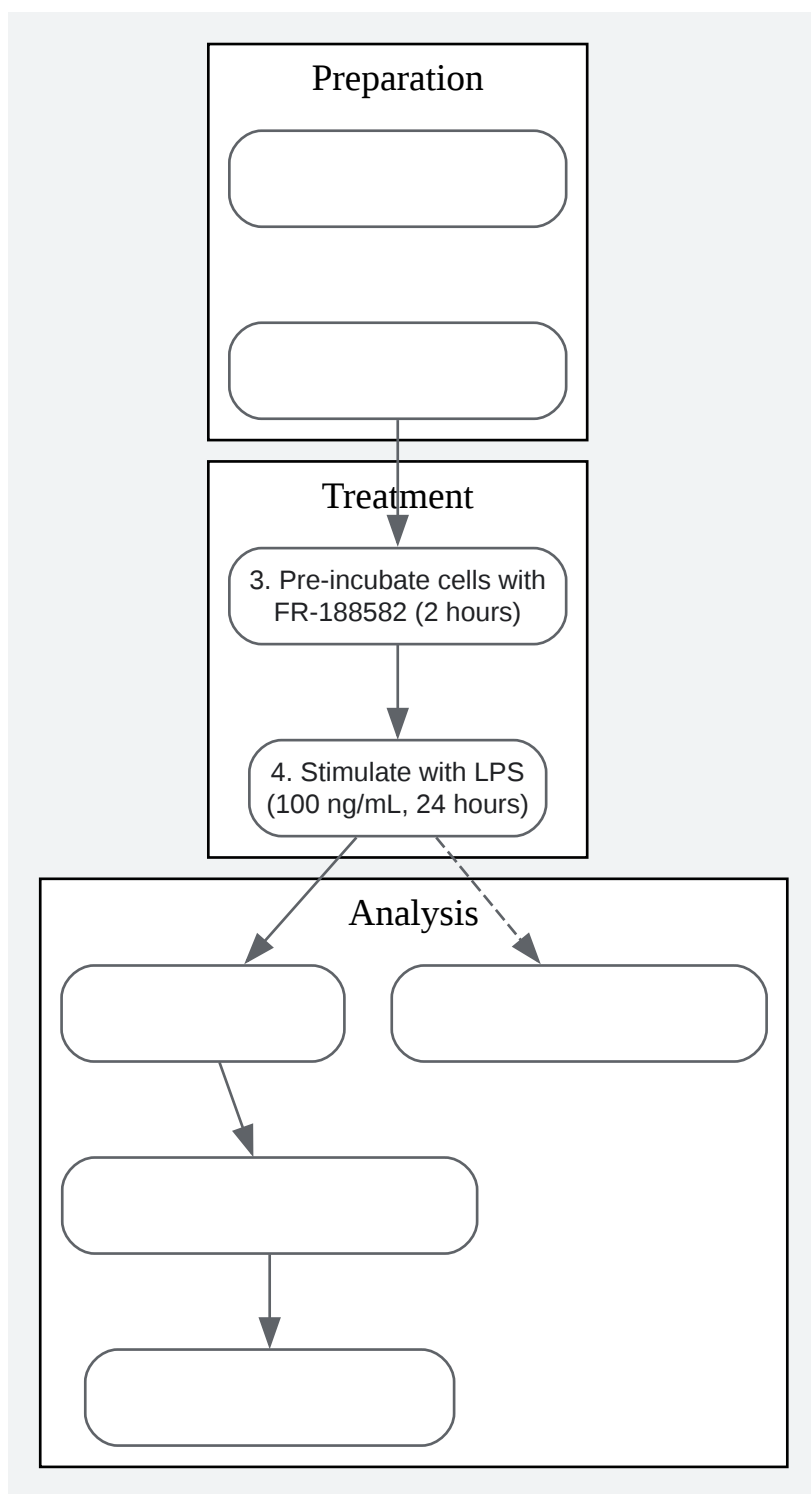 Preparation
Treatment
3. Pre-incubate cells with
FR-188582 (2 hours)
4. Stimulate with LPS
(100 ng/mL, 24 hours)
Analysis